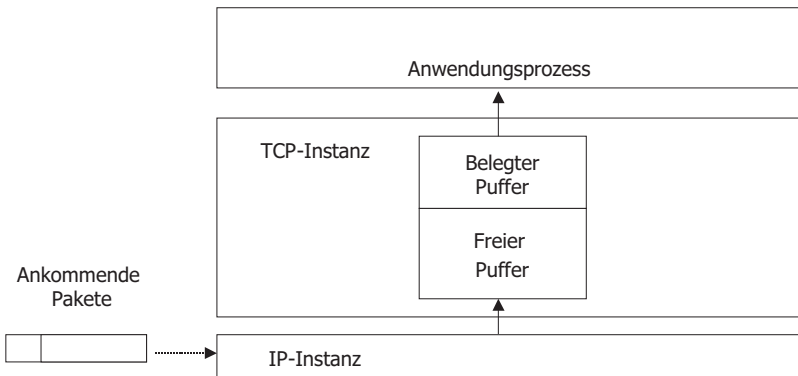 Anwendungsprozess
TCP-Instanz
Belegter
Puffer
Freier
Puffer
Ankommende
Pakete
IP-Instanz